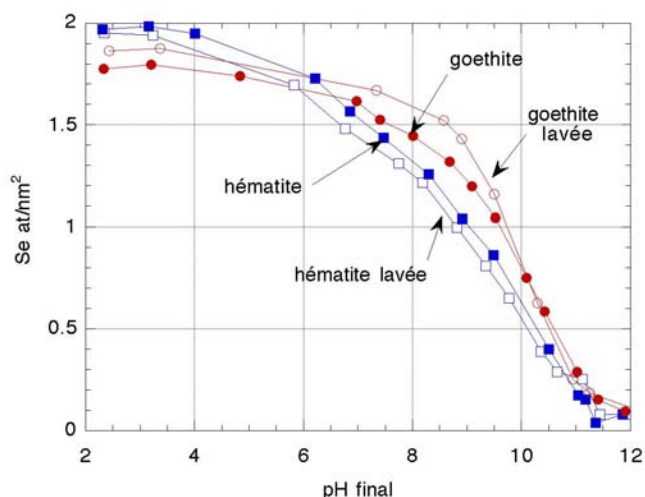 2
1.5
1
0.5
0
Se at/nm²
goethite
goethite
lavée
hématite
hématite lavée
2 4 6 8 10 12
pH final